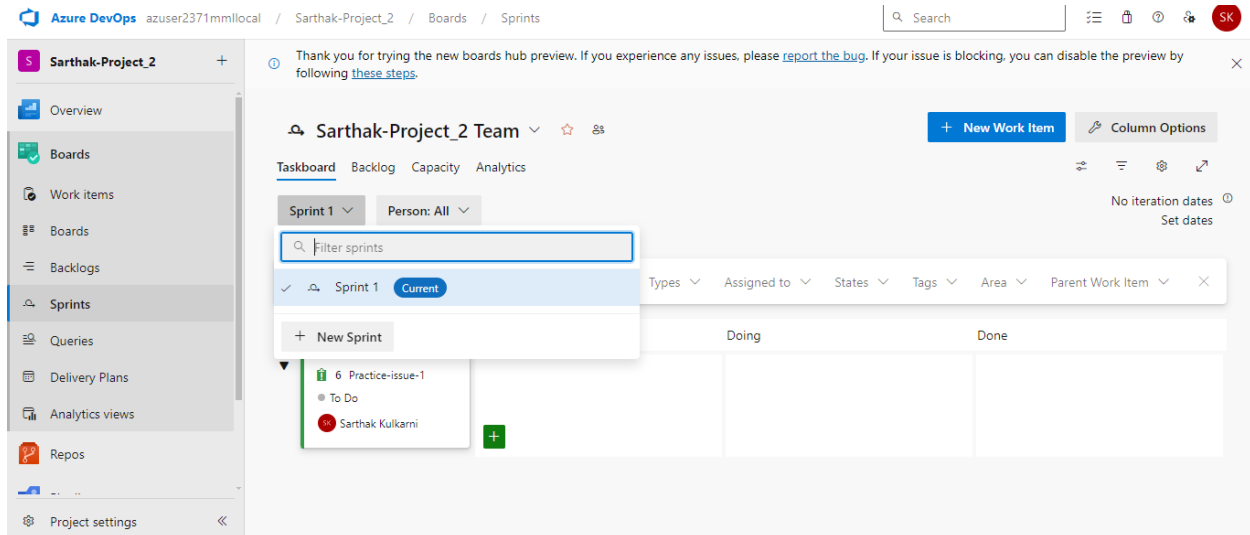 Azure DevOps azuser2371mmllocal / Sarthak-Project_2 / Boards / Sprints
Search
SK
S Sarthak-Project_2 +
Overview
Boards
Work items
Boards
Backlogs
Sprints
Queries
Delivery Plans
Analytics views
Repos
Project settings
Thank you for trying the new boards hub preview. If you experience any issues, please report the bug. If your issue is blocking, you can disable the preview by
following these steps.
Sarthak-Project_2 Team
+ New Work Item
Column Options
Taskboard Backlog Capacity Analytics
Sprint 1
Person: All
No iteration dates
Set dates
Filter sprints
Sprint 1 Current
+ New Sprint
Types Assigned to States Tags Area Parent Work Item
Doing Done
6 Practice-issue-1
To Do
SK Sarthak Kulkarni